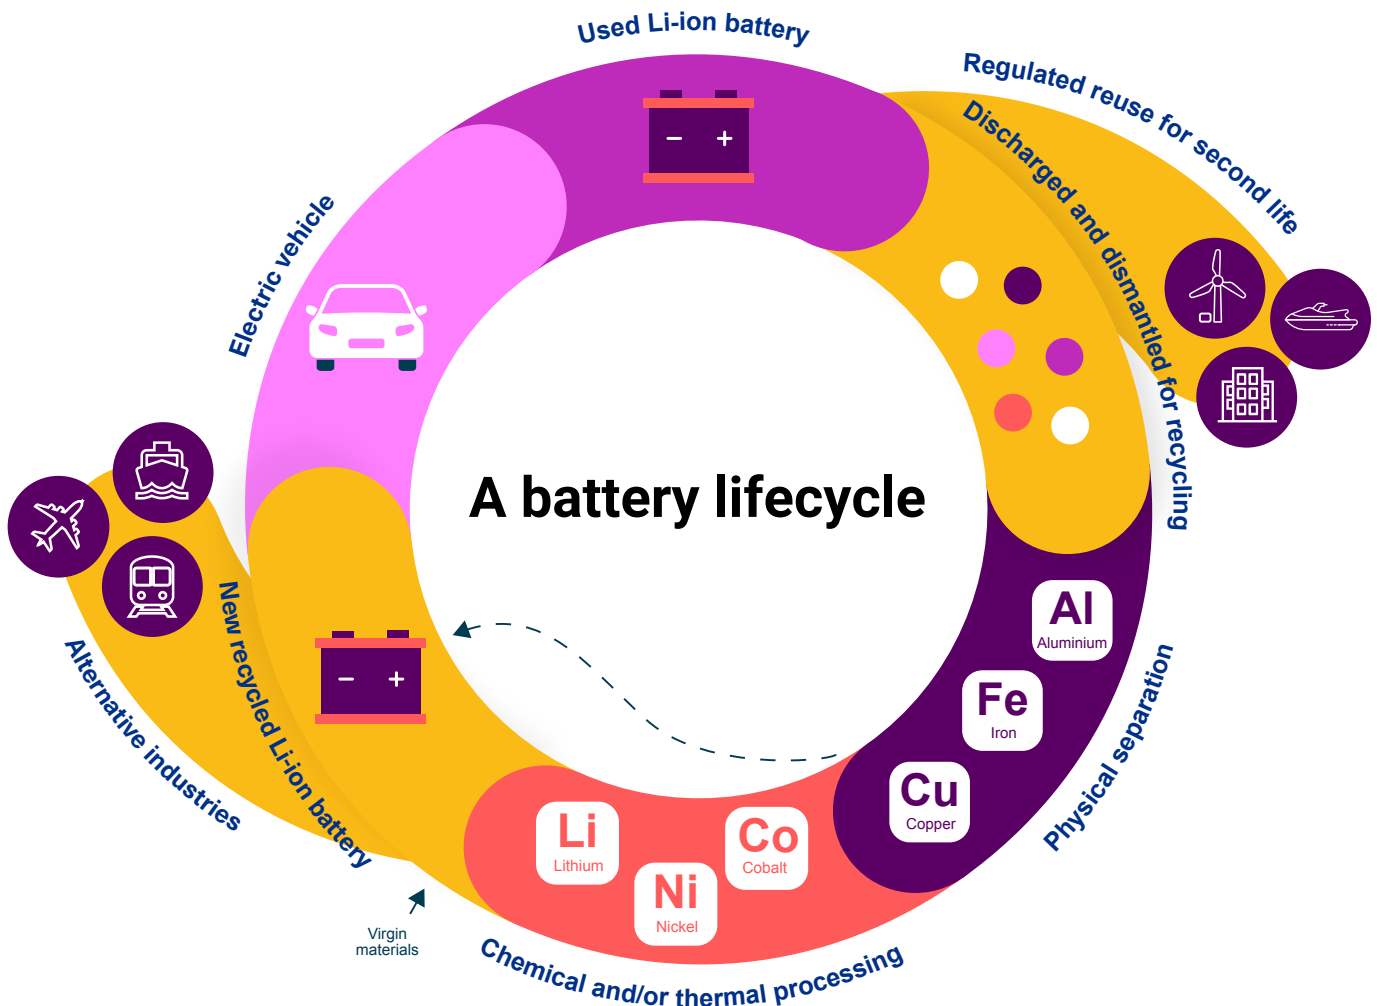 Used Li-ion battery
Regulated reuse for second life
Discharged and dismantled for recycling
Electric vehicle
A battery lifecycle
Al
Aluminium
Fe
Iron
Cu
Copper
Physical separation
Li
Lithium
Ni
Nickel
Co
Cobalt
Chemical and/or thermal processing
Virgin
materials
New recycled Li-ion battery
Alternative industries